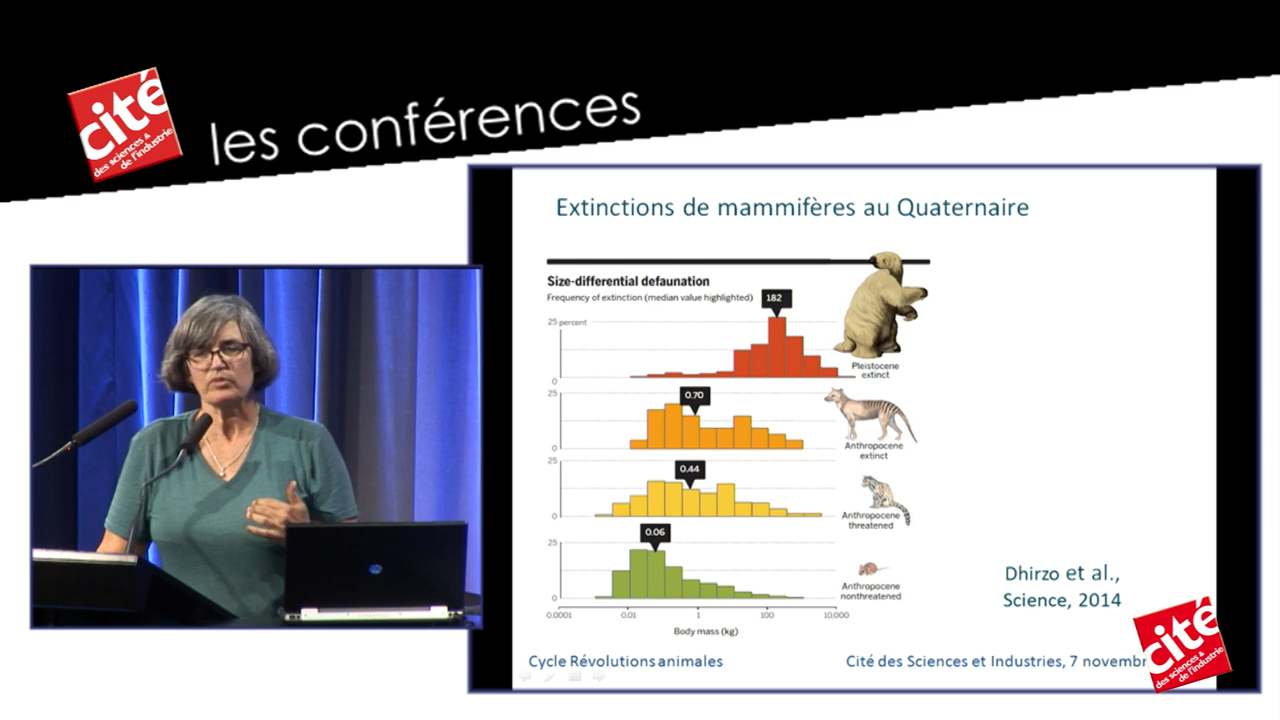 cité
des sciences &
de l'industrie
les conférences
Extinctions de mammifères au Quaternaire
Size-differential defaunation
Frequency of extinction (median value highlighted)
182
25 percent
0
Pleistocene
extinct
25
0.70
0
Anthropocene
extinct
25
0.44
0
Anthropocene
threatened
25
0.06
0
Anthropocene
nonthreatened
0.0001 0.01 1 100 10.000
Body mass (kg)
Dhirzo et al.,
Science, 2014
Cycle Révolutions animales
Cité des Sciences et Industries, 7 novembr
cité
des sciences &
de l'industrie